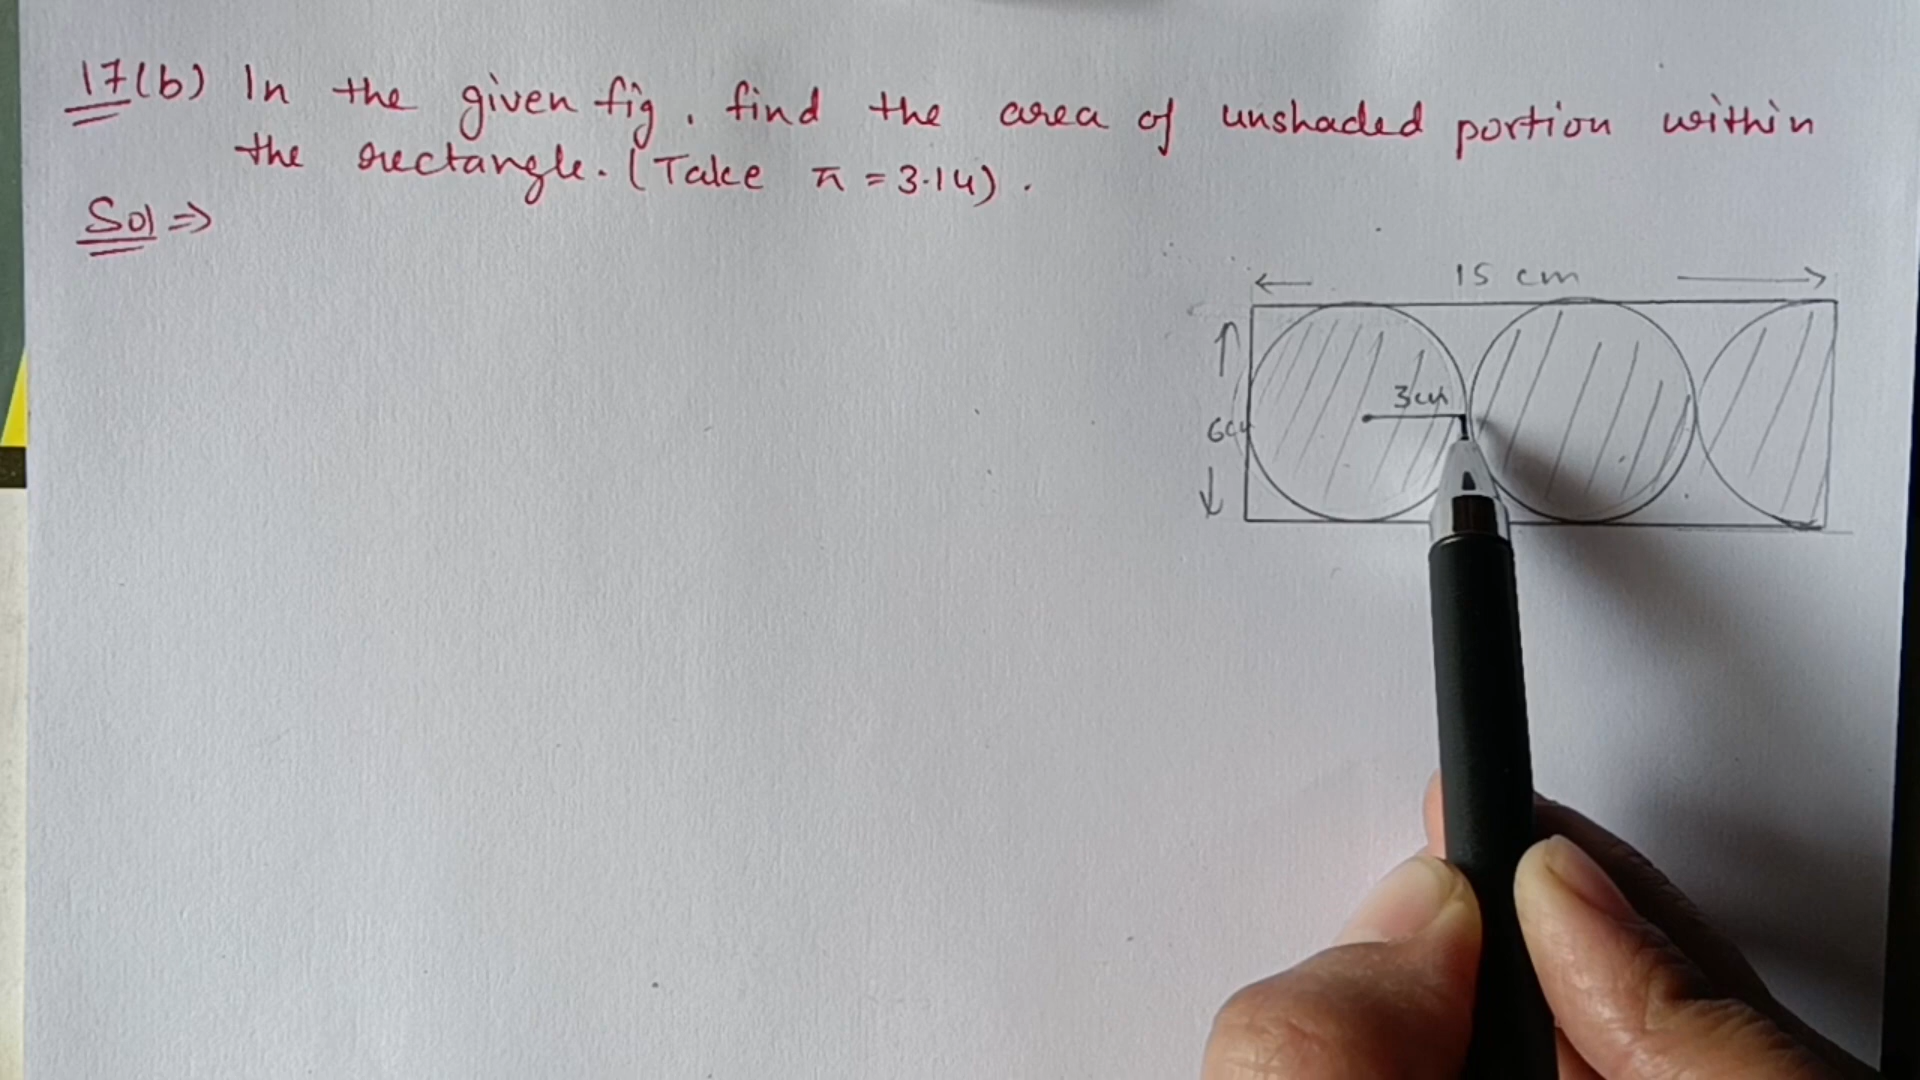 17(b) In the given fig. find the area of unshaded portion within
the rectangle. (Take π = 3.14).
Sol ⇒
15 cm
3cm
6cm